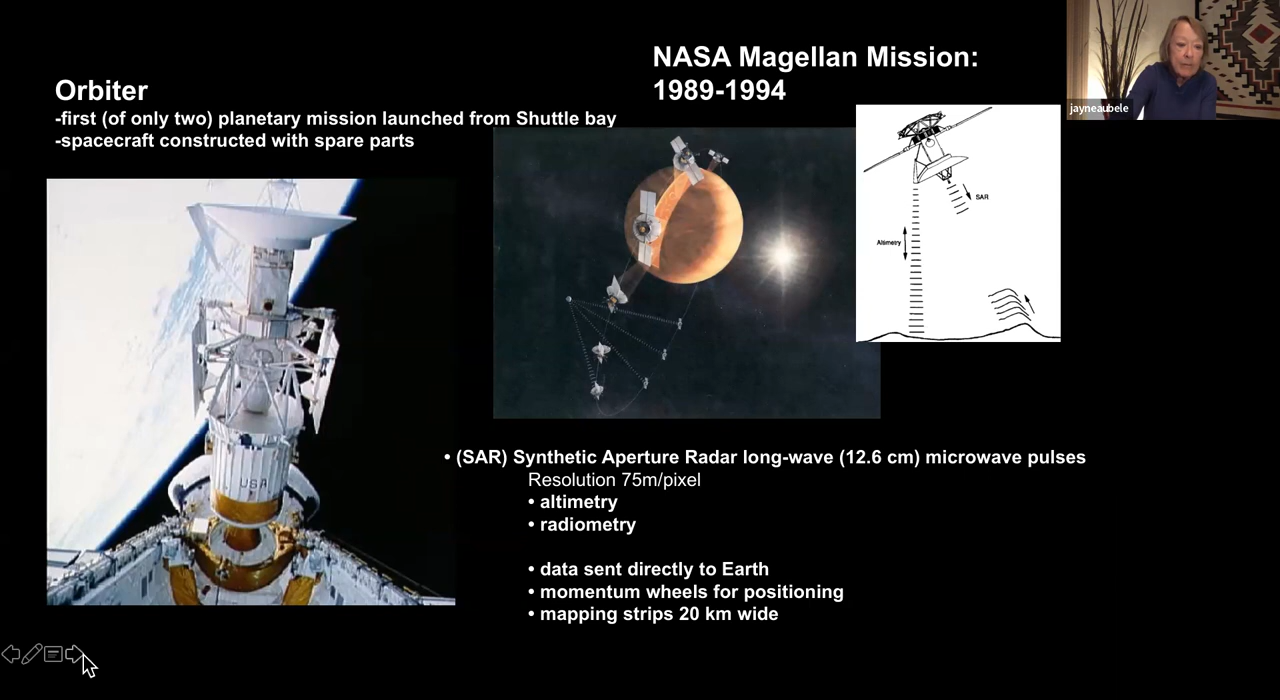 NASA Magellan Mission:
1989-1994
Orbiter
-first (of only two) planetary mission launched from Shuttle bay
-spacecraft constructed with spare parts
jayneaubele
SAR
Altimetry
USA
• (SAR) Synthetic Aperture Radar long-wave (12.6 cm) microwave pulses
Resolution 75m/pixel
• altimetry
• radiometry
• data sent directly to Earth
• momentum wheels for positioning
• mapping strips 20 km wide